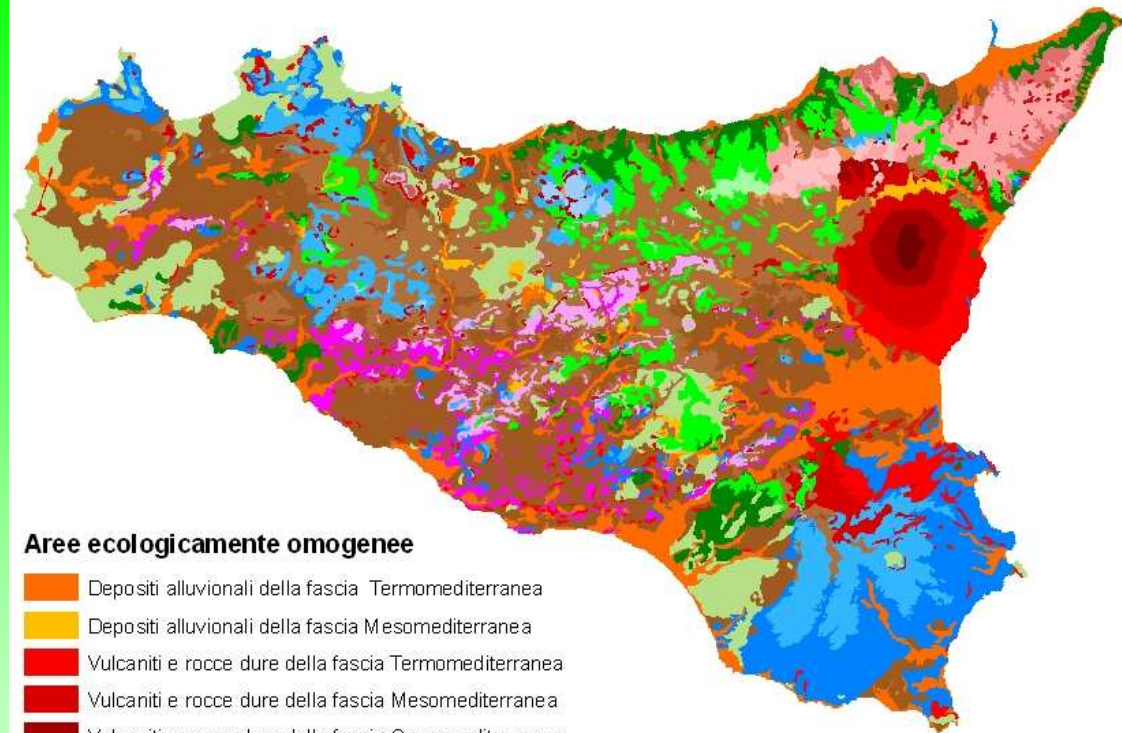 Aree ecologicamente omogenee
Depositi alluvionali della fascia Termomediterranea
Depositi alluvionali della fascia Mesomediterranea
Vulcaniti e rocce dure della fascia Termomediterranea
Vulcaniti e rocce dure della fascia Mesomediterranea